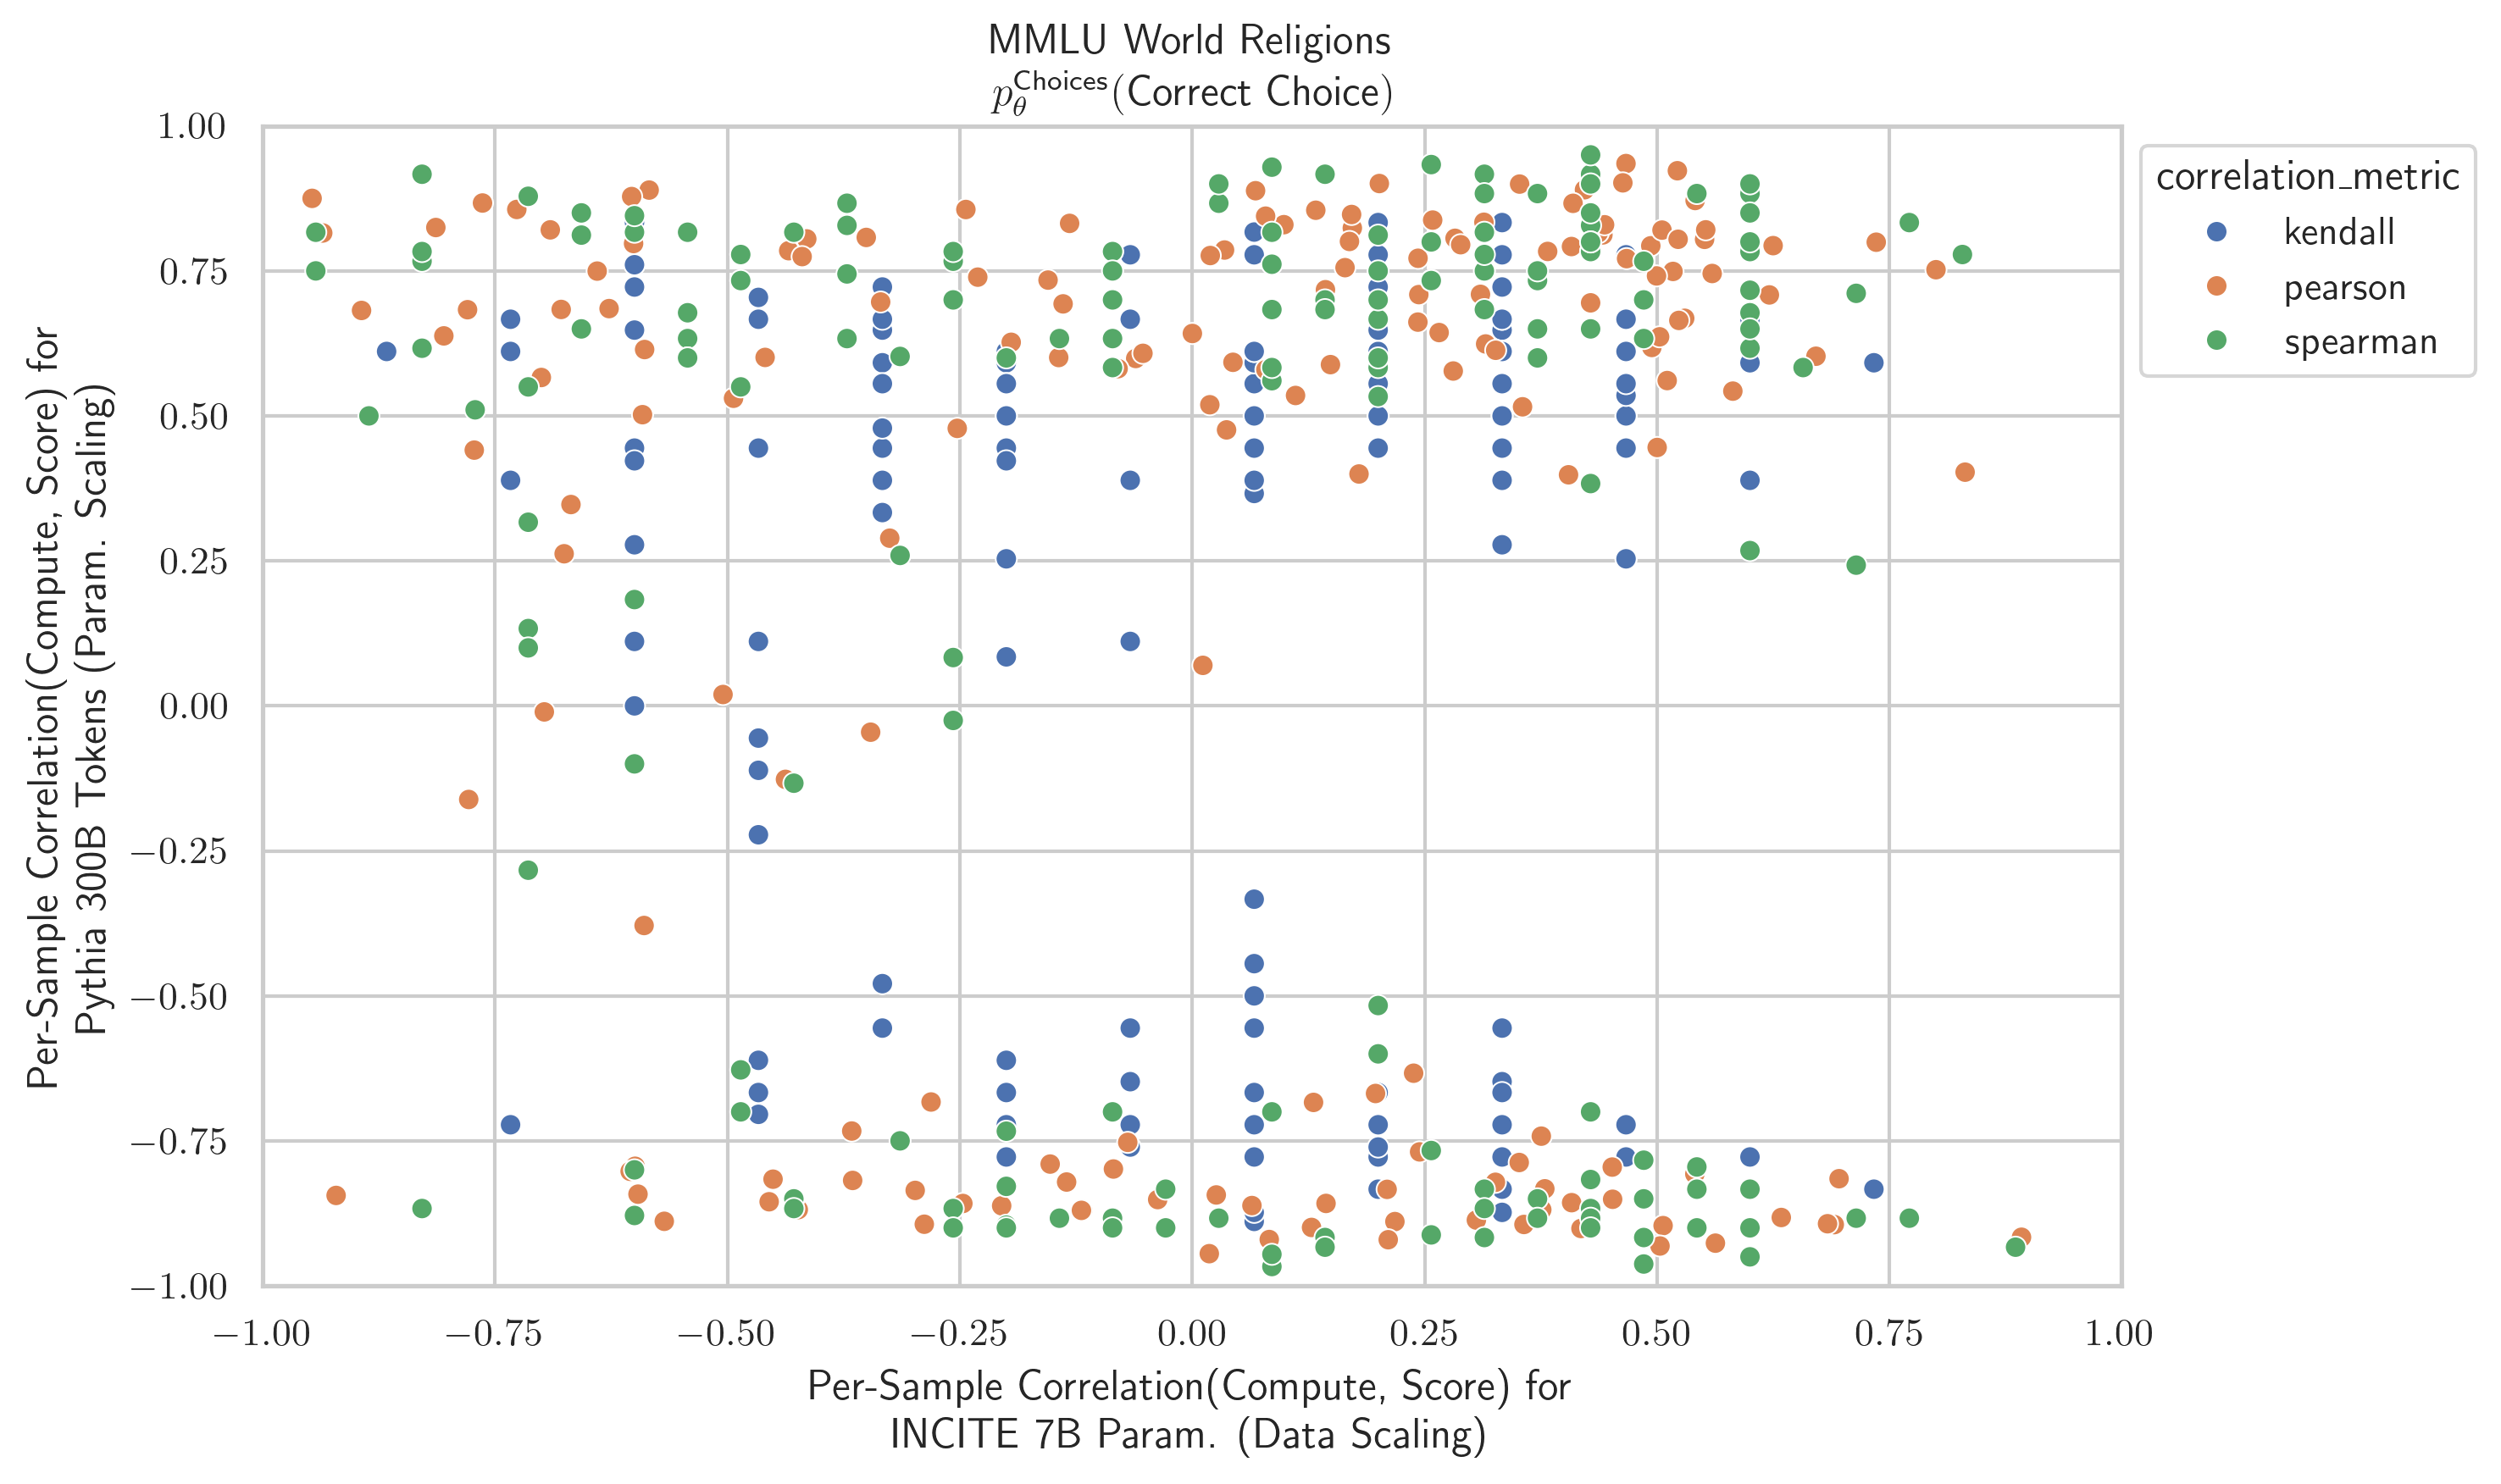 MMLU World Religions
p_θ^Choices(Correct Choice)
1.00
0.75
0.50
0.25
0.00
−0.25
−0.50
−0.75
−1.00
Per-Sample Correlation(Compute, Score) for
Pythia 300B Tokens (Param. Scaling)
−1.00 −0.75 −0.50 −0.25 0.00 0.25 0.50 0.75 1.00
Per-Sample Correlation(Compute, Score) for
INCITE 7B Param. (Data Scaling)
correlation_metric
kendall
pearson
spearman